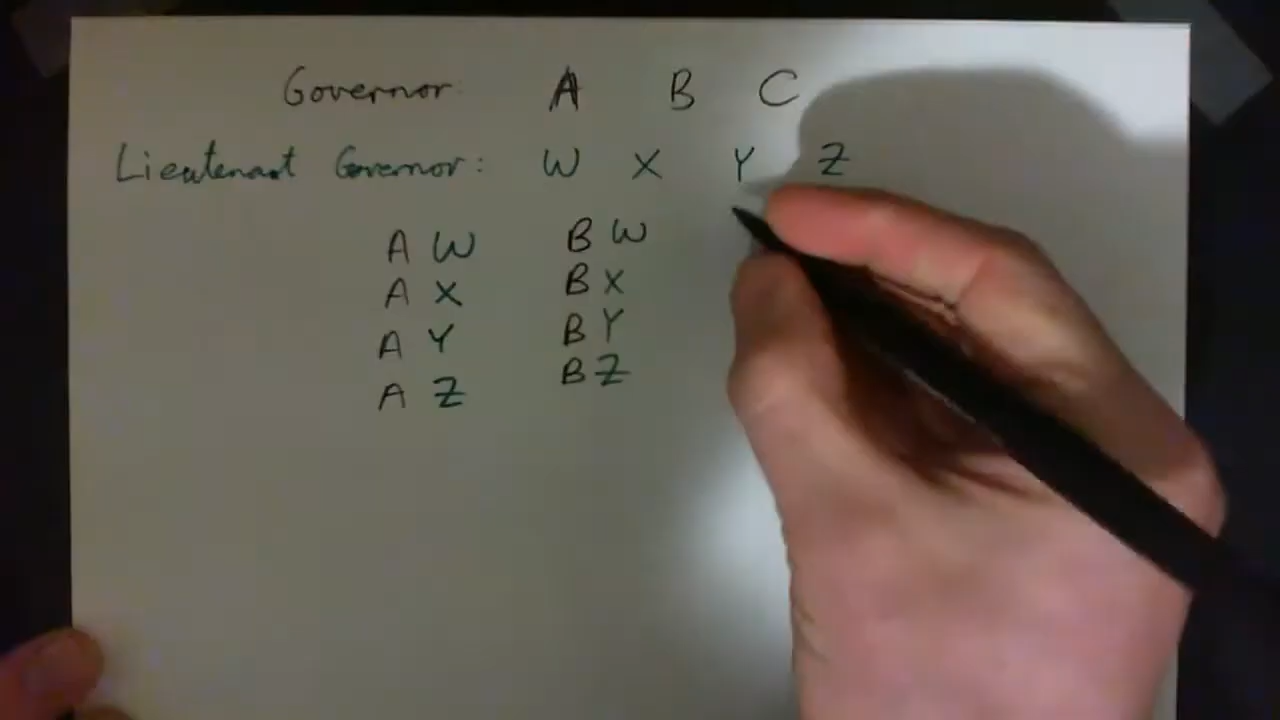 Governor A B C
Lieutenant Governor: W X Y Z
A W B W
A X B X
A Y B Y
A Z B Z